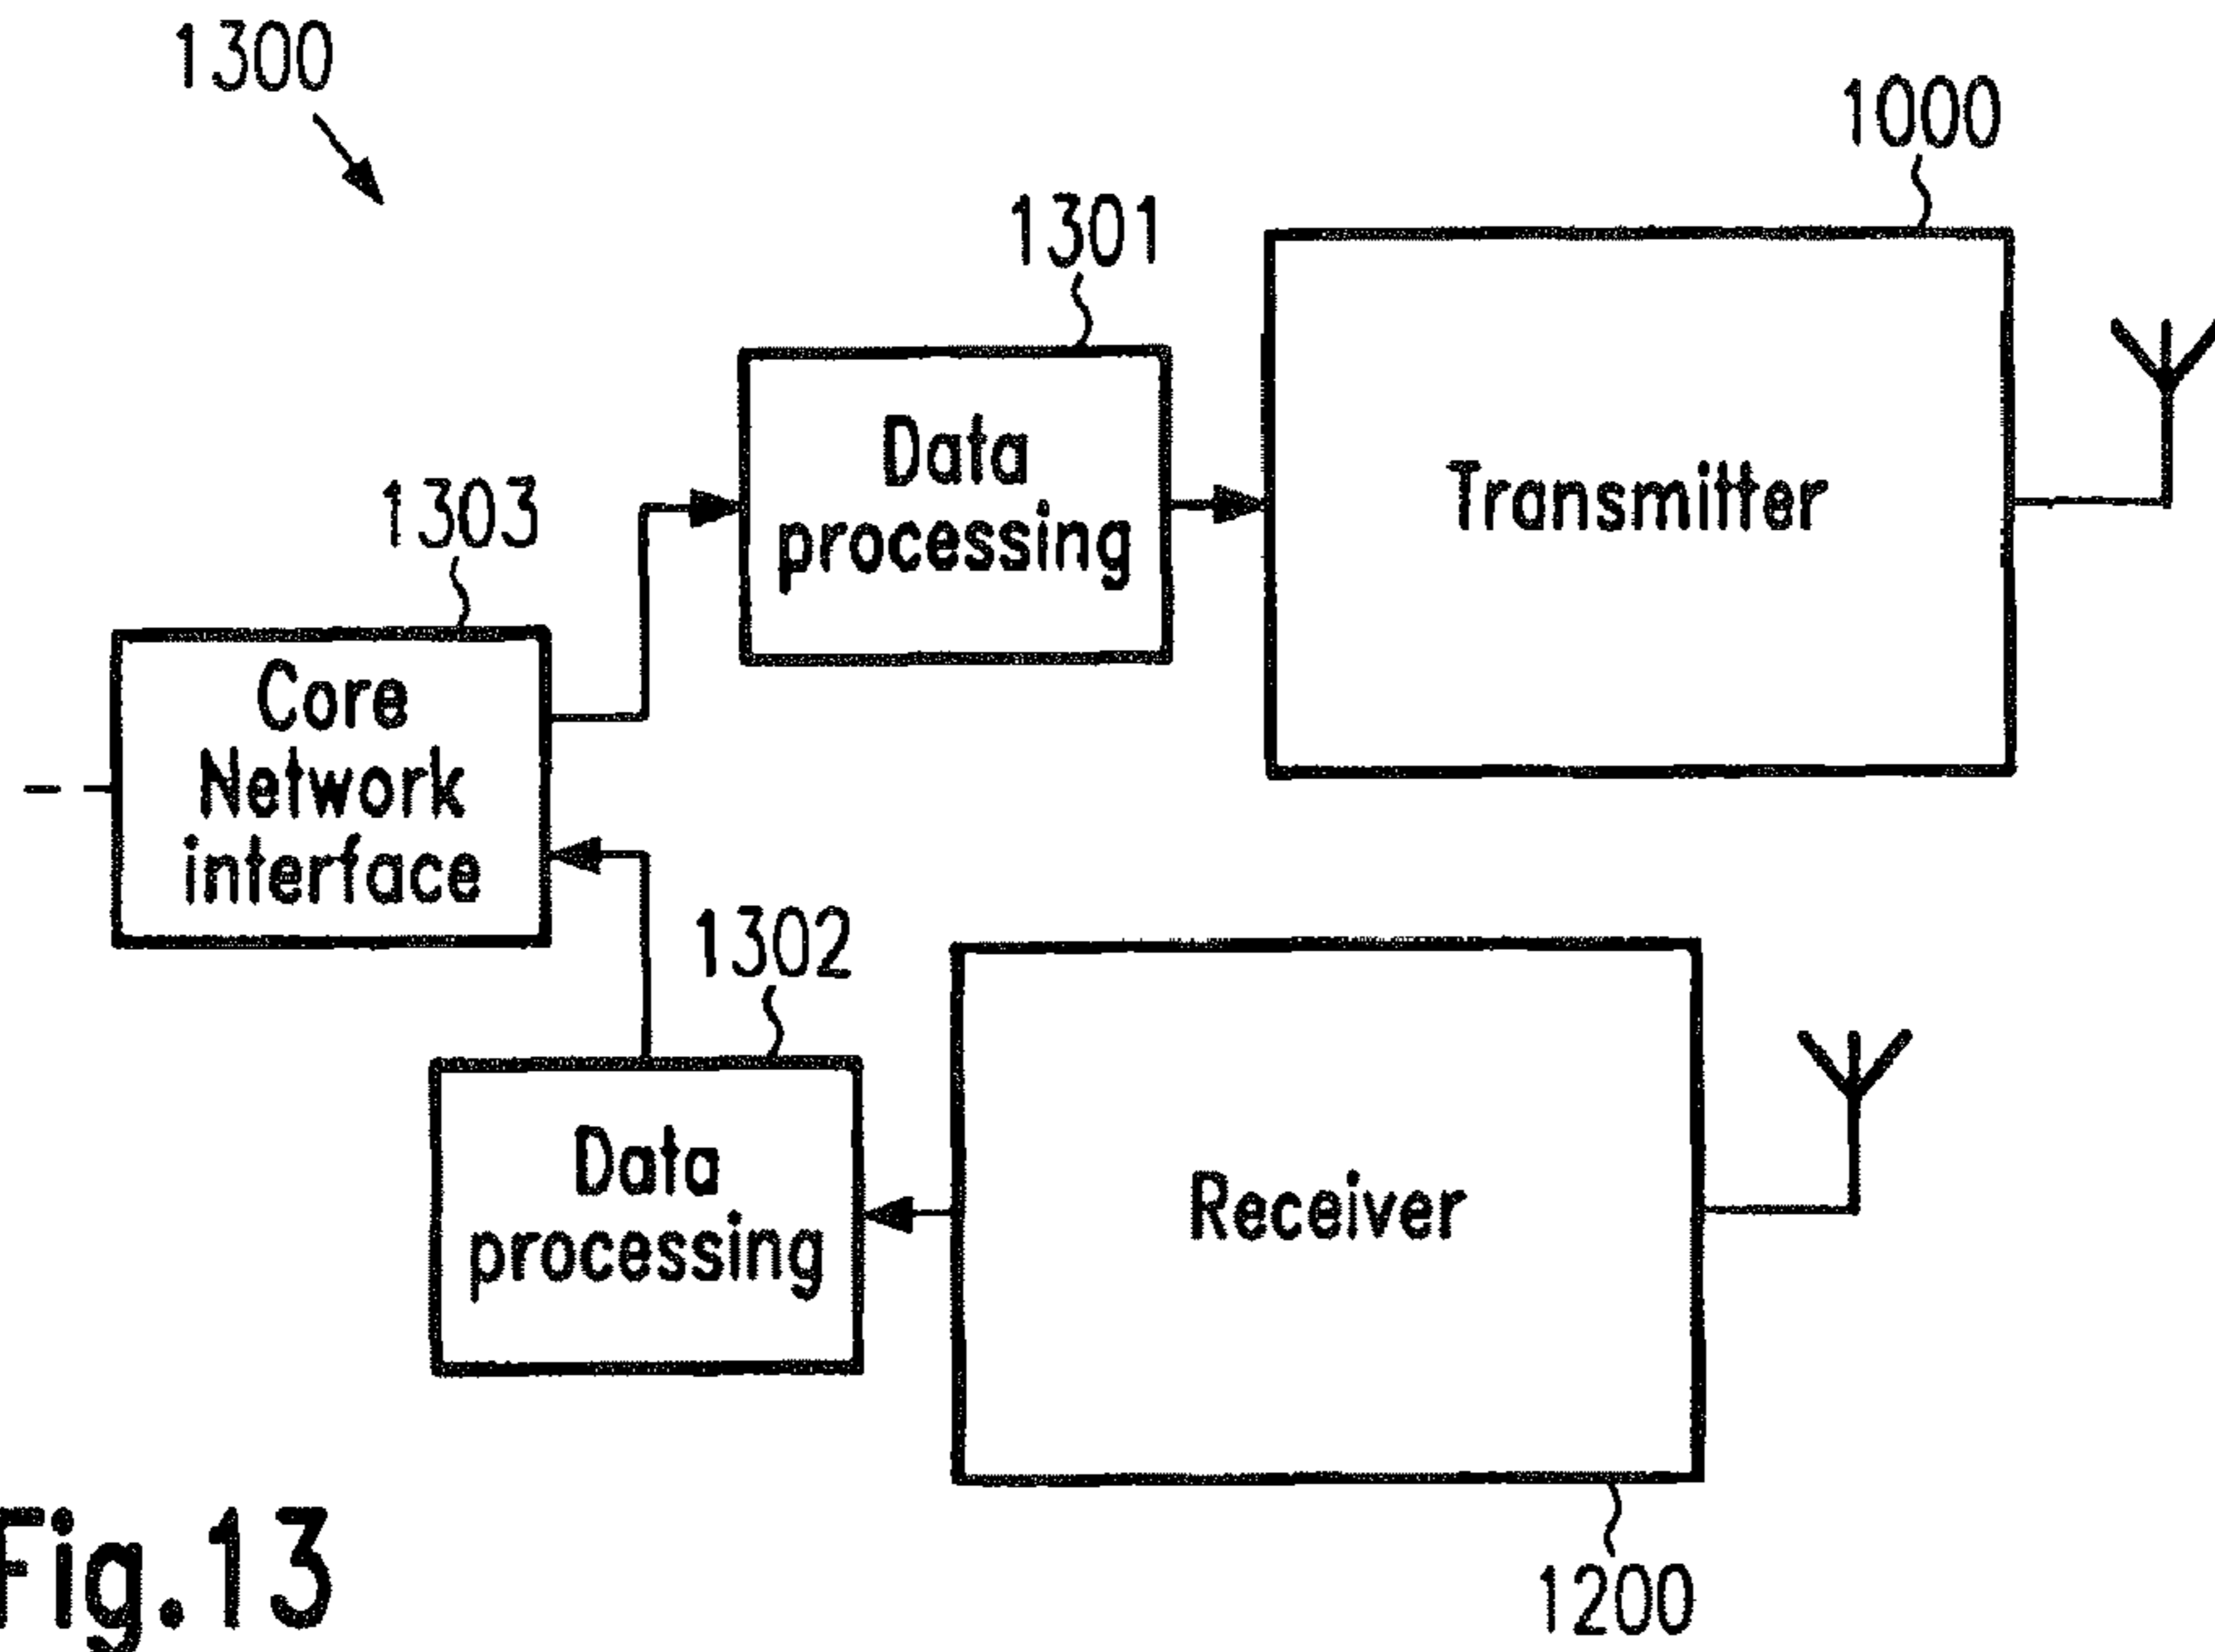 1300
1000
1301
Data
processing
Transmitter
1303
Core
Network
interface
1302
Data
processing
Receiver
1200
Fig.13